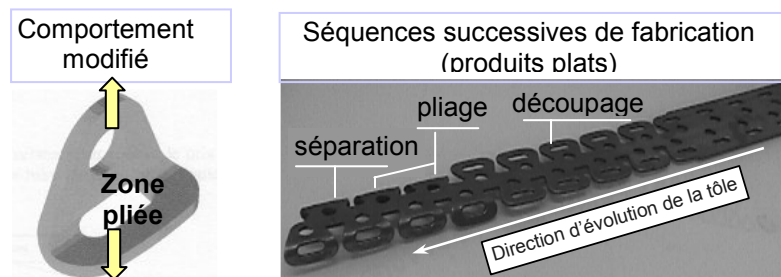 Comportement
modifié
Zone
pliée
Séquences successives de fabrication
(produits plats)
découpage
pliage
séparation
Direction d’évolution de la tôle